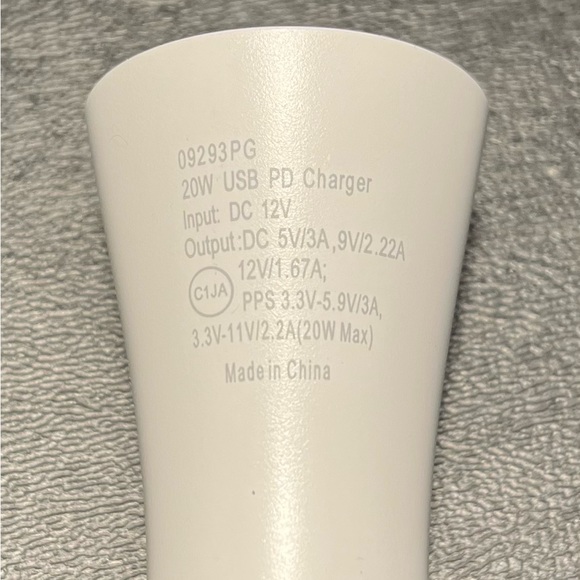 09293PG
20W USB PD Charger
Input: DC 12V
Output:DC 5V/3A,9V/2.22A
12V/1.67A;
C1JA
PPS 3.3V-5.9V/3A,
3.3V-11V/2.2A(20W Max)
Made in China